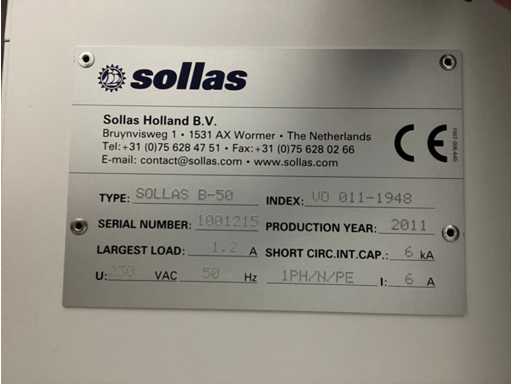 sollas
Sollas Holland B.V.
Bruynvisweg 1 • 1531 AX Wormer • The Netherlands
Tel:+31 (0)75 628 47 51 • Fax:+31 (0)75 628 02 66
E-mail: contact@sollas.com • www.sollas.com
CE
TYPE: SOLLAS B-50 INDEX: VO 011-1948
SERIAL NUMBER: 1001215 PRODUCTION YEAR: 2011
LARGEST LOAD: 1.2 A SHORT CIRC.INT.CAP.: 6 kA
U: 230 VAC 50 Hz 1PH/N/PE I: 6 A